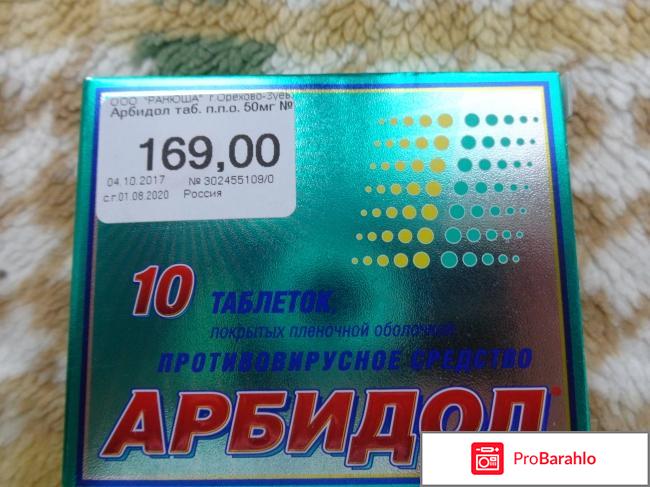 ООО "РАНЮША" г.Орехово-Зуев
Арбидол таб. п.п.о. 50мг №
169,00
04.10.2017 № 302455109/0
с.г.01.08.2020 Россия
10 ТАБЛЕТОК,
покрытых пленочной оболочкой
ПРОТИВОВИРУСНОЕ СРЕДСТВО
АРБИДОЛ
ProBarahlo